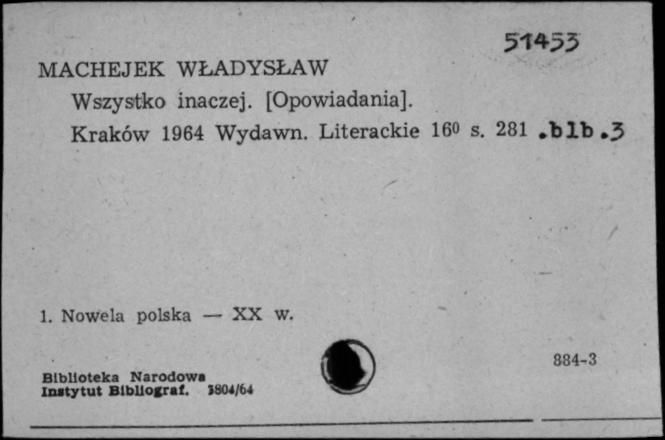 51453
MACHEJEK WŁADYSŁAW
Wszystko inaczej. [Opowiadania].
Kraków 1964 Wydawn. Literackie 16⁰ s. 281 .blb.3
1. Nowela polska — XX w.
884-3
Biblioteka Narodowa
Instytut Bibliograf. 3804/64